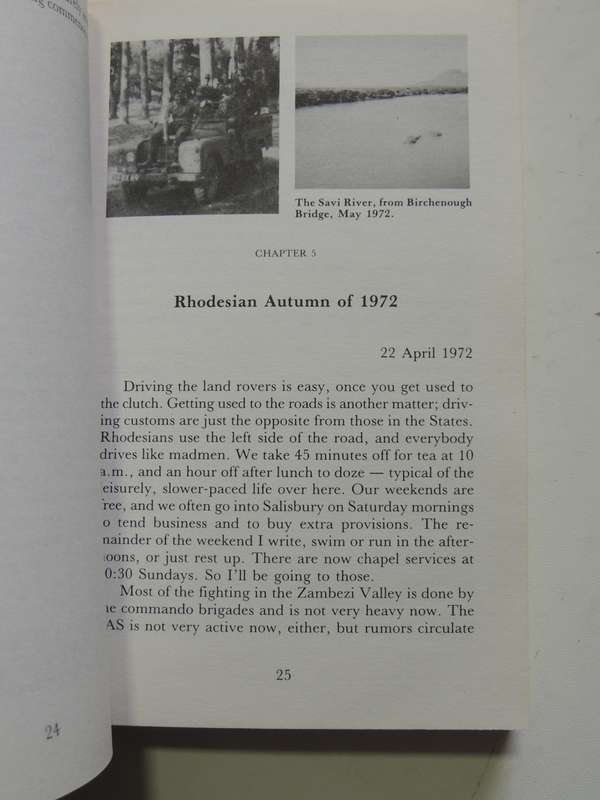 commen
The Savi River, from Birchenough
Bridge, May 1972.
CHAPTER 5
Rhodesian Autumn of 1972
22 April 1972
Driving the land rovers is easy, once you get used to
the clutch. Getting used to the roads is another matter; driv-
ing customs are just the opposite from those in the States.
Rhodesians use the left side of the road, and everybody
drives like madmen. We take 45 minutes off for tea at 10
a.m., and an hour off after lunch to doze — typical of the
eisurely, slower-paced life over here. Our weekends are
free, and we often go into Salisbury on Saturday mornings
o tend business and to buy extra provisions. The re-
nainder of the weekend I write, swim or run in the after-
oons, or just rest up. There are now chapel services at
0:30 Sundays. So I'll be going to those.
Most of the fighting in the Zambezi Valley is done by
e commando brigades and is not very heavy now. The
AS is not very active now, either, but rumors circulate
25
24